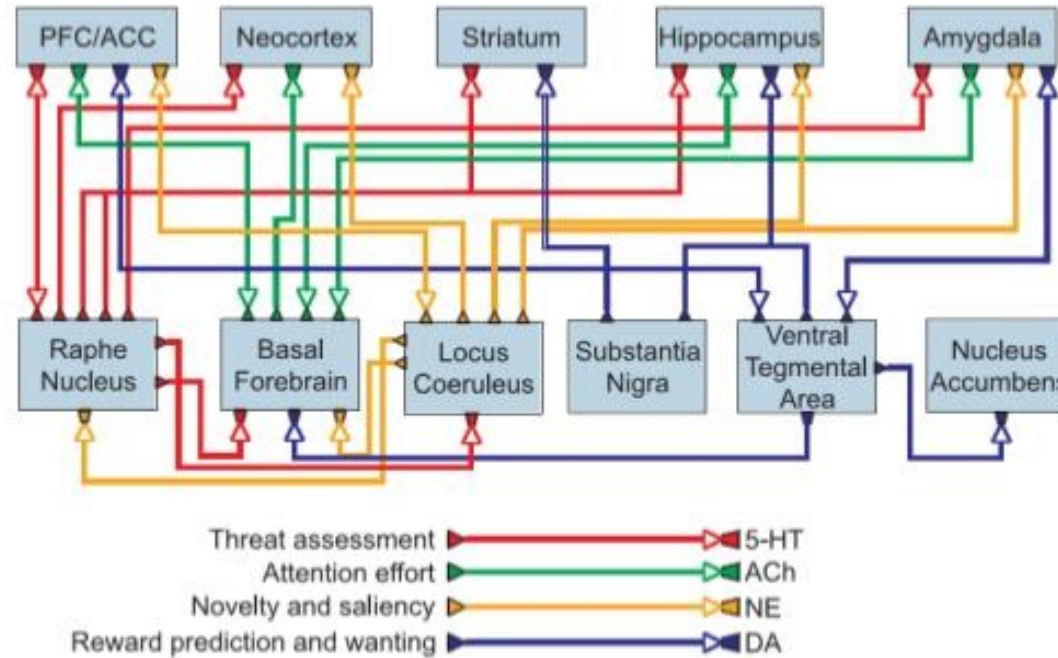 PFC/ACC
Neocortex
Striatum
Hippocampus
Amygdala
Raphe
Nucleus
Basal
Forebrain
Locus
Coeruleus
Substantia
Nigra
Ventral
Tegmental
Area
Nucleus
Accumbens
Threat assessment 5-HT
Attention effort ACh
Novelty and saliency NE
Reward prediction and wanting DA